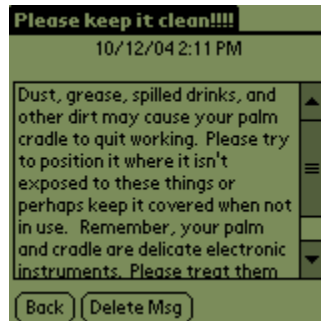 Please keep it clean!!!!
10/12/04 2:11 PM
Dust, grease, spilled drinks, and
other dirt may cause your palm
cradle to quit working. Please try
to position it where it isn't
exposed to these things or
perhaps keep it covered when not
in use.  Remember, your palm
and cradle are delicate electronic
instruments. Please treat them
Back
Delete Msg